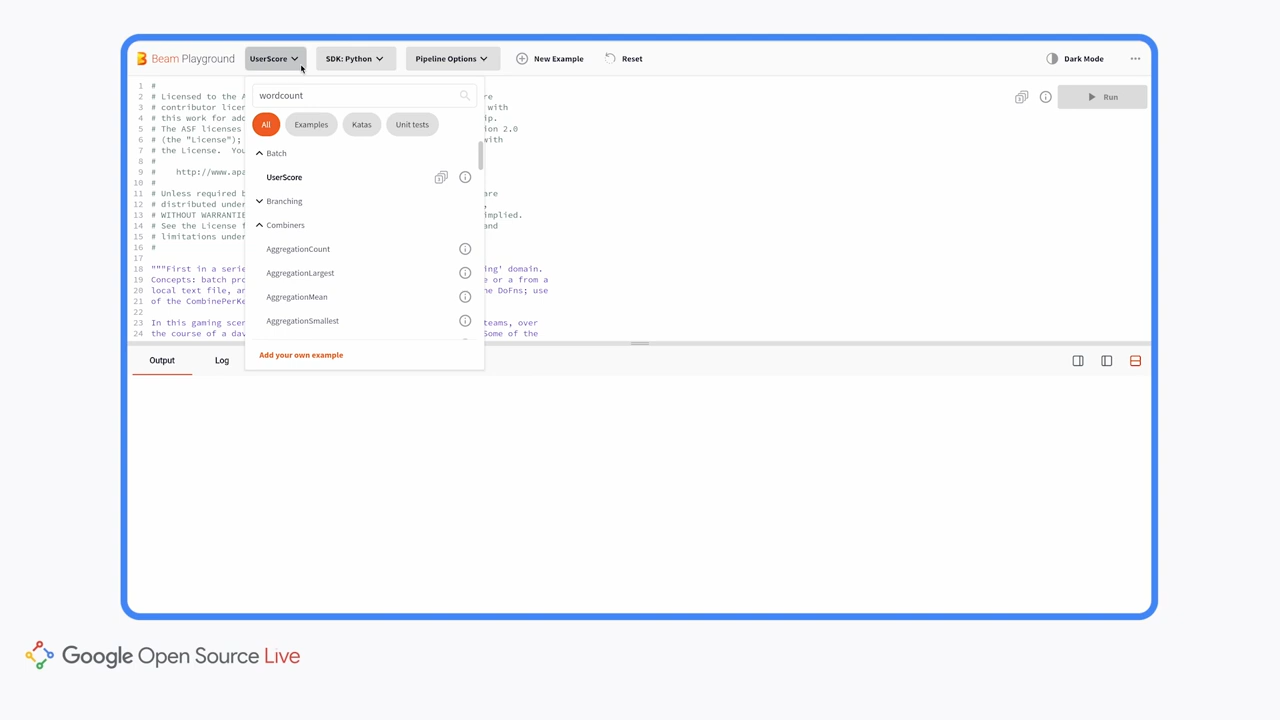 Beam Playground
UserScore
SDK: Python
Pipeline Options
New Example
Reset
Dark Mode
Run
wordcount
All
Examples
Katas
Unit tests
Batch
UserScore
Branching
Combiners
AggregationCount
AggregationLargest
AggregationMean
AggregationSmallest
Add your own example
1 #
2 # Licensed to the A re
3 # contributor licen with
4 # this work for add ip.
5 # The ASF licenses ion 2.0
6 # (the "License"); with
7 # the License. You
8 #
9 # http://www.apa
10 #
11 # Unless required b are
12 # distributed under ,
13 # WITHOUT WARRANTIE implied.
14 # See the License f and
15 # limitations under
16 #
17
18 """First in a serie ing' domain.
19 Concepts: batch pro e or a from a
20 local text file, an ne DoFns; use
21 of the CombinePerKe
22
23 In this gaming scen teams, over
24 the course of a day Some of the
Output
Log
Google Open Source Live